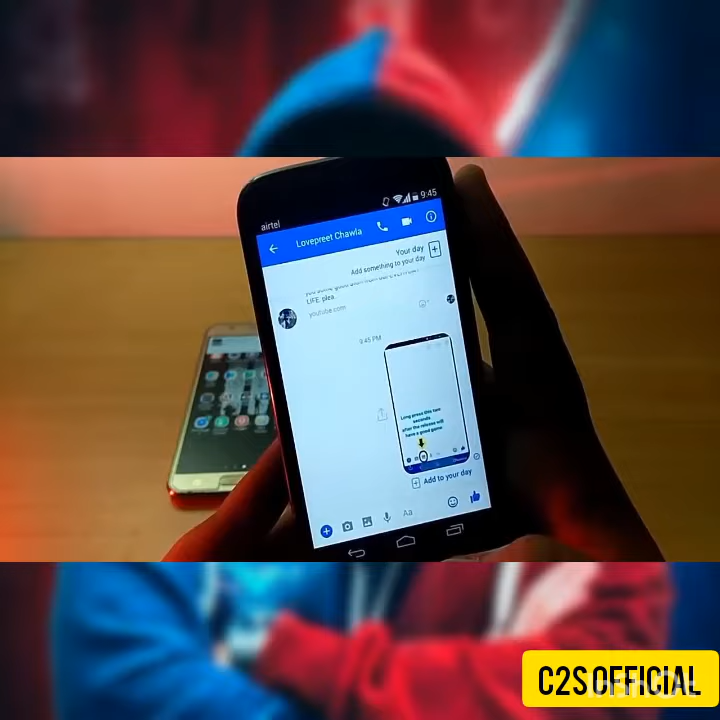 airtel
9:45
Lovepreet Chawla
Your day
Add something to your day
LIFE. plea..
youtube.com
9:45 PM
Long press this two
seconds
after the release will
have a good game
Add to your day
Aa
C2S OFFICIAL